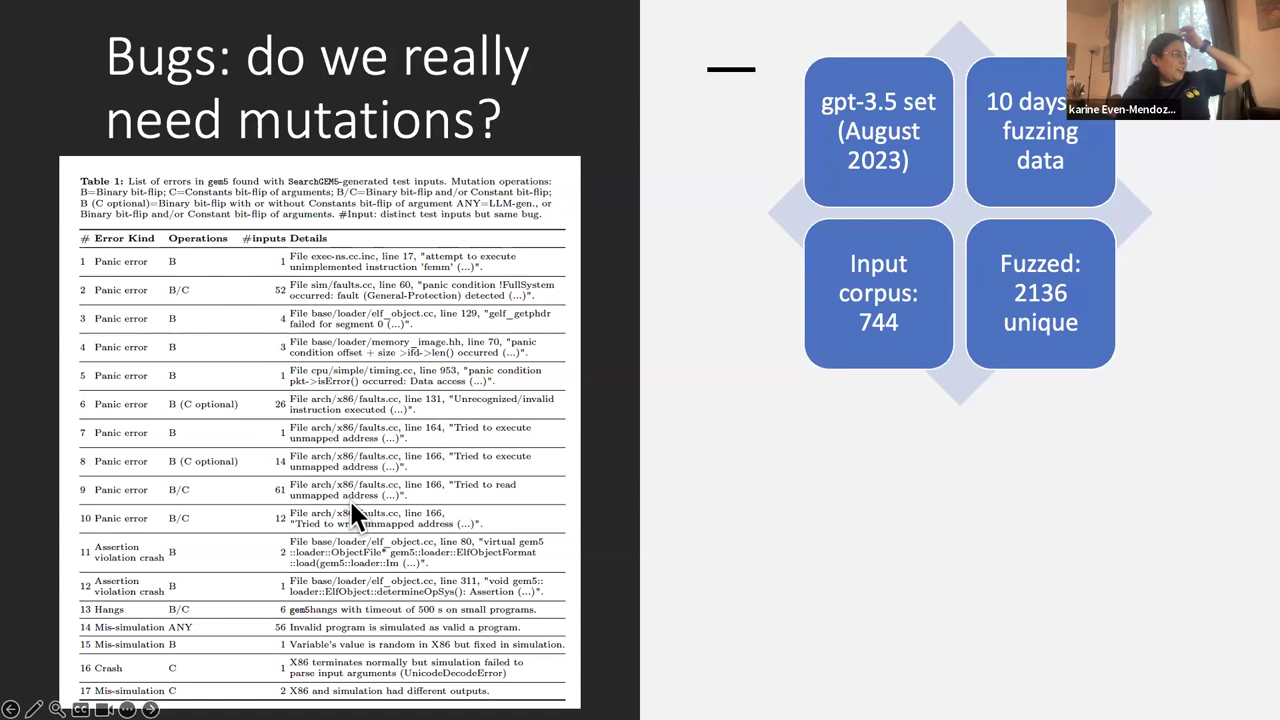 Bugs: do we really
need mutations?
Table 1: List of errors in gem5 found with SearchGEM5-generated test inputs. Mutation operations:
B=Binary bit-flip; C=Constants bit-flip of arguments; B/C=Binary bit-flip and/or Constant bit-flip;
B (C optional)=Binary bit-flip with or without Constants bit-flip of argument ANY=LLM-gen., or
Binary bit-flip and/or Constant bit-flip of arguments. #Input: distinct test inputs but same bug.
# Error Kind Operations #inputs Details
1 Panic error B 1 File exec-ns.cc.inc, line 17, "attempt to execute
unimplemented instruction 'femm' (...)".
2 Panic error B/C 52 File sim/faults.cc, line 60, "panic condition !FullSystem
occurred: fault (General-Protection) detected (...)".
3 Panic error B 4 File base/loader/elf_object.cc, line 129, "gelf_getphdr
failed for segment 0 (...)".
4 Panic error B 3 File base/loader/memory_image.hh, line 70, "panic
condition offset + size >ifd->len() occurred (...)".
5 Panic error B 1 File cpu/simple/timing.cc, line 953, "panic condition
pkt->isError() occurred: Data access (...)".
6 Panic error B (C optional) 26 File arch/x86/faults.cc, line 131, "Unrecognized/invalid
instruction executed (...)".
7 Panic error B 1 File arch/x86/faults.cc, line 164, "Tried to execute
unmapped address (...)".
8 Panic error B (C optional) 14 File arch/x86/faults.cc, line 166, "Tried to execute
unmapped address (...)".
9 Panic error B/C 61 File arch/x86/faults.cc, line 166, "Tried to read
unmapped address (...)".
10 Panic error B/C 12 File line 166,
"Tried to address (...)".
11 Assertion violation crash B 2 File base/loader/elf_object.cc, line 80, "virtual gem5
::loader::ObjectFile* gem5::loader::ElfObjectFormat
::load(gem5::loader::Im (...)".
12 Assertion violation crash B 1 File base/loader/elf_object.cc, line 311, "void gem5::
loader::ElfObject::determineOpSys(): Assertion (...)".
13 Hangs B/C 6 gem5hangs with timeout of 500 s on small programs.
14 Mis-simulation ANY 56 Invalid program is simulated as valid a program.
15 Mis-simulation B 1 Variable's value is random in X86 but fixed in simulation.
16 Crash C 1 X86 terminates normally but simulation failed to
parse input arguments (UnicodeDecodeError)
17 Mis-simulation C 2 X86 and simulation had different outputs.
gpt-3.5 set
(August
2023)
10 days
fuzzing
data
Input
corpus:
744
Fuzzed:
2136
unique
karine Even-Mendoz...
CC